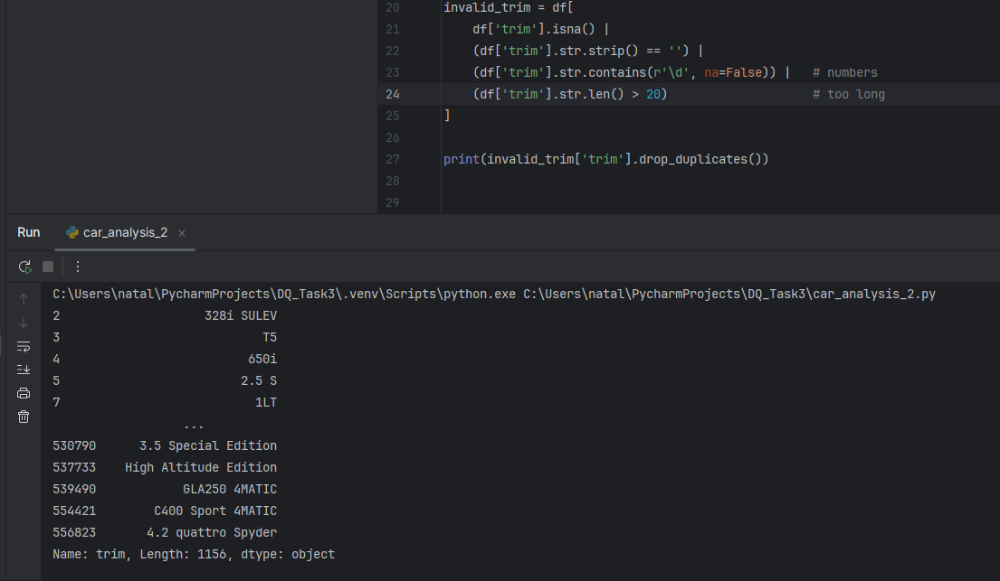 20 invalid_trim = df[
21 df['trim'].isna() |
22 (df['trim'].str.strip() == '') |
23 (df['trim'].str.contains(r'\d', na=False)) | # numbers
24 (df['trim'].str.len() > 20) # too long
25 ]
26
27 print(invalid_trim['trim'].drop_duplicates())
28
29
Run car_analysis_2 ×
C:\Users\natal\PycharmProjects\DQ_Task3\.venv\Scripts\python.exe C:\Users\natal\PycharmProjects\DQ_Task3\car_analysis_2.py
2 328i SULEV
3 T5
4 650i
5 2.5 S
7 1LT
...
530790 3.5 Special Edition
537733 High Altitude Edition
539490 GLA250 4MATIC
554421 C400 Sport 4MATIC
556823 4.2 quattro Spyder
Name: trim, Length: 1156, dtype: object